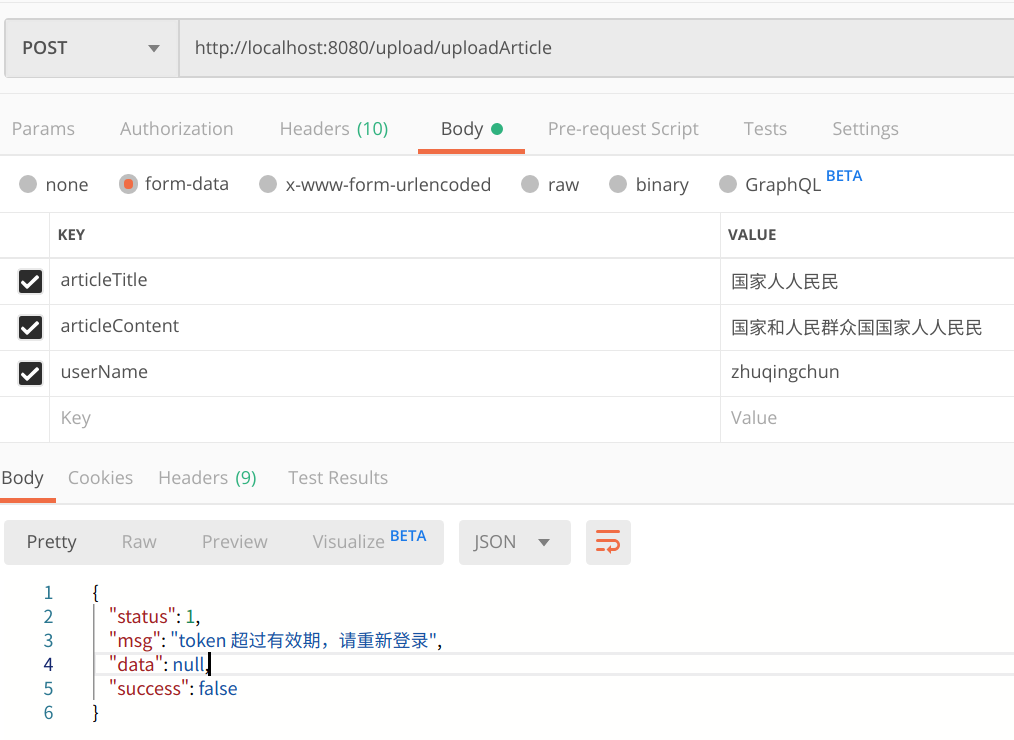 POST http://localhost:8080/upload/uploadArticle
Params Authorization Headers (10) Body Pre-request Script Tests Settings
none form-data x-www-form-urlencoded raw binary GraphQL BETA
KEY VALUE
articleTitle 国家人人民民
articleContent 国家和人民群众国国家人人民民
userName zhuqingchun
Key Value
Body Cookies Headers (9) Test Results
Pretty Raw Preview Visualize BETA JSON
1 {
2 "status": 1,
3 "msg": "token 超过有效期，请重新登录",
4 "data": null,
5 "success": false
6 }